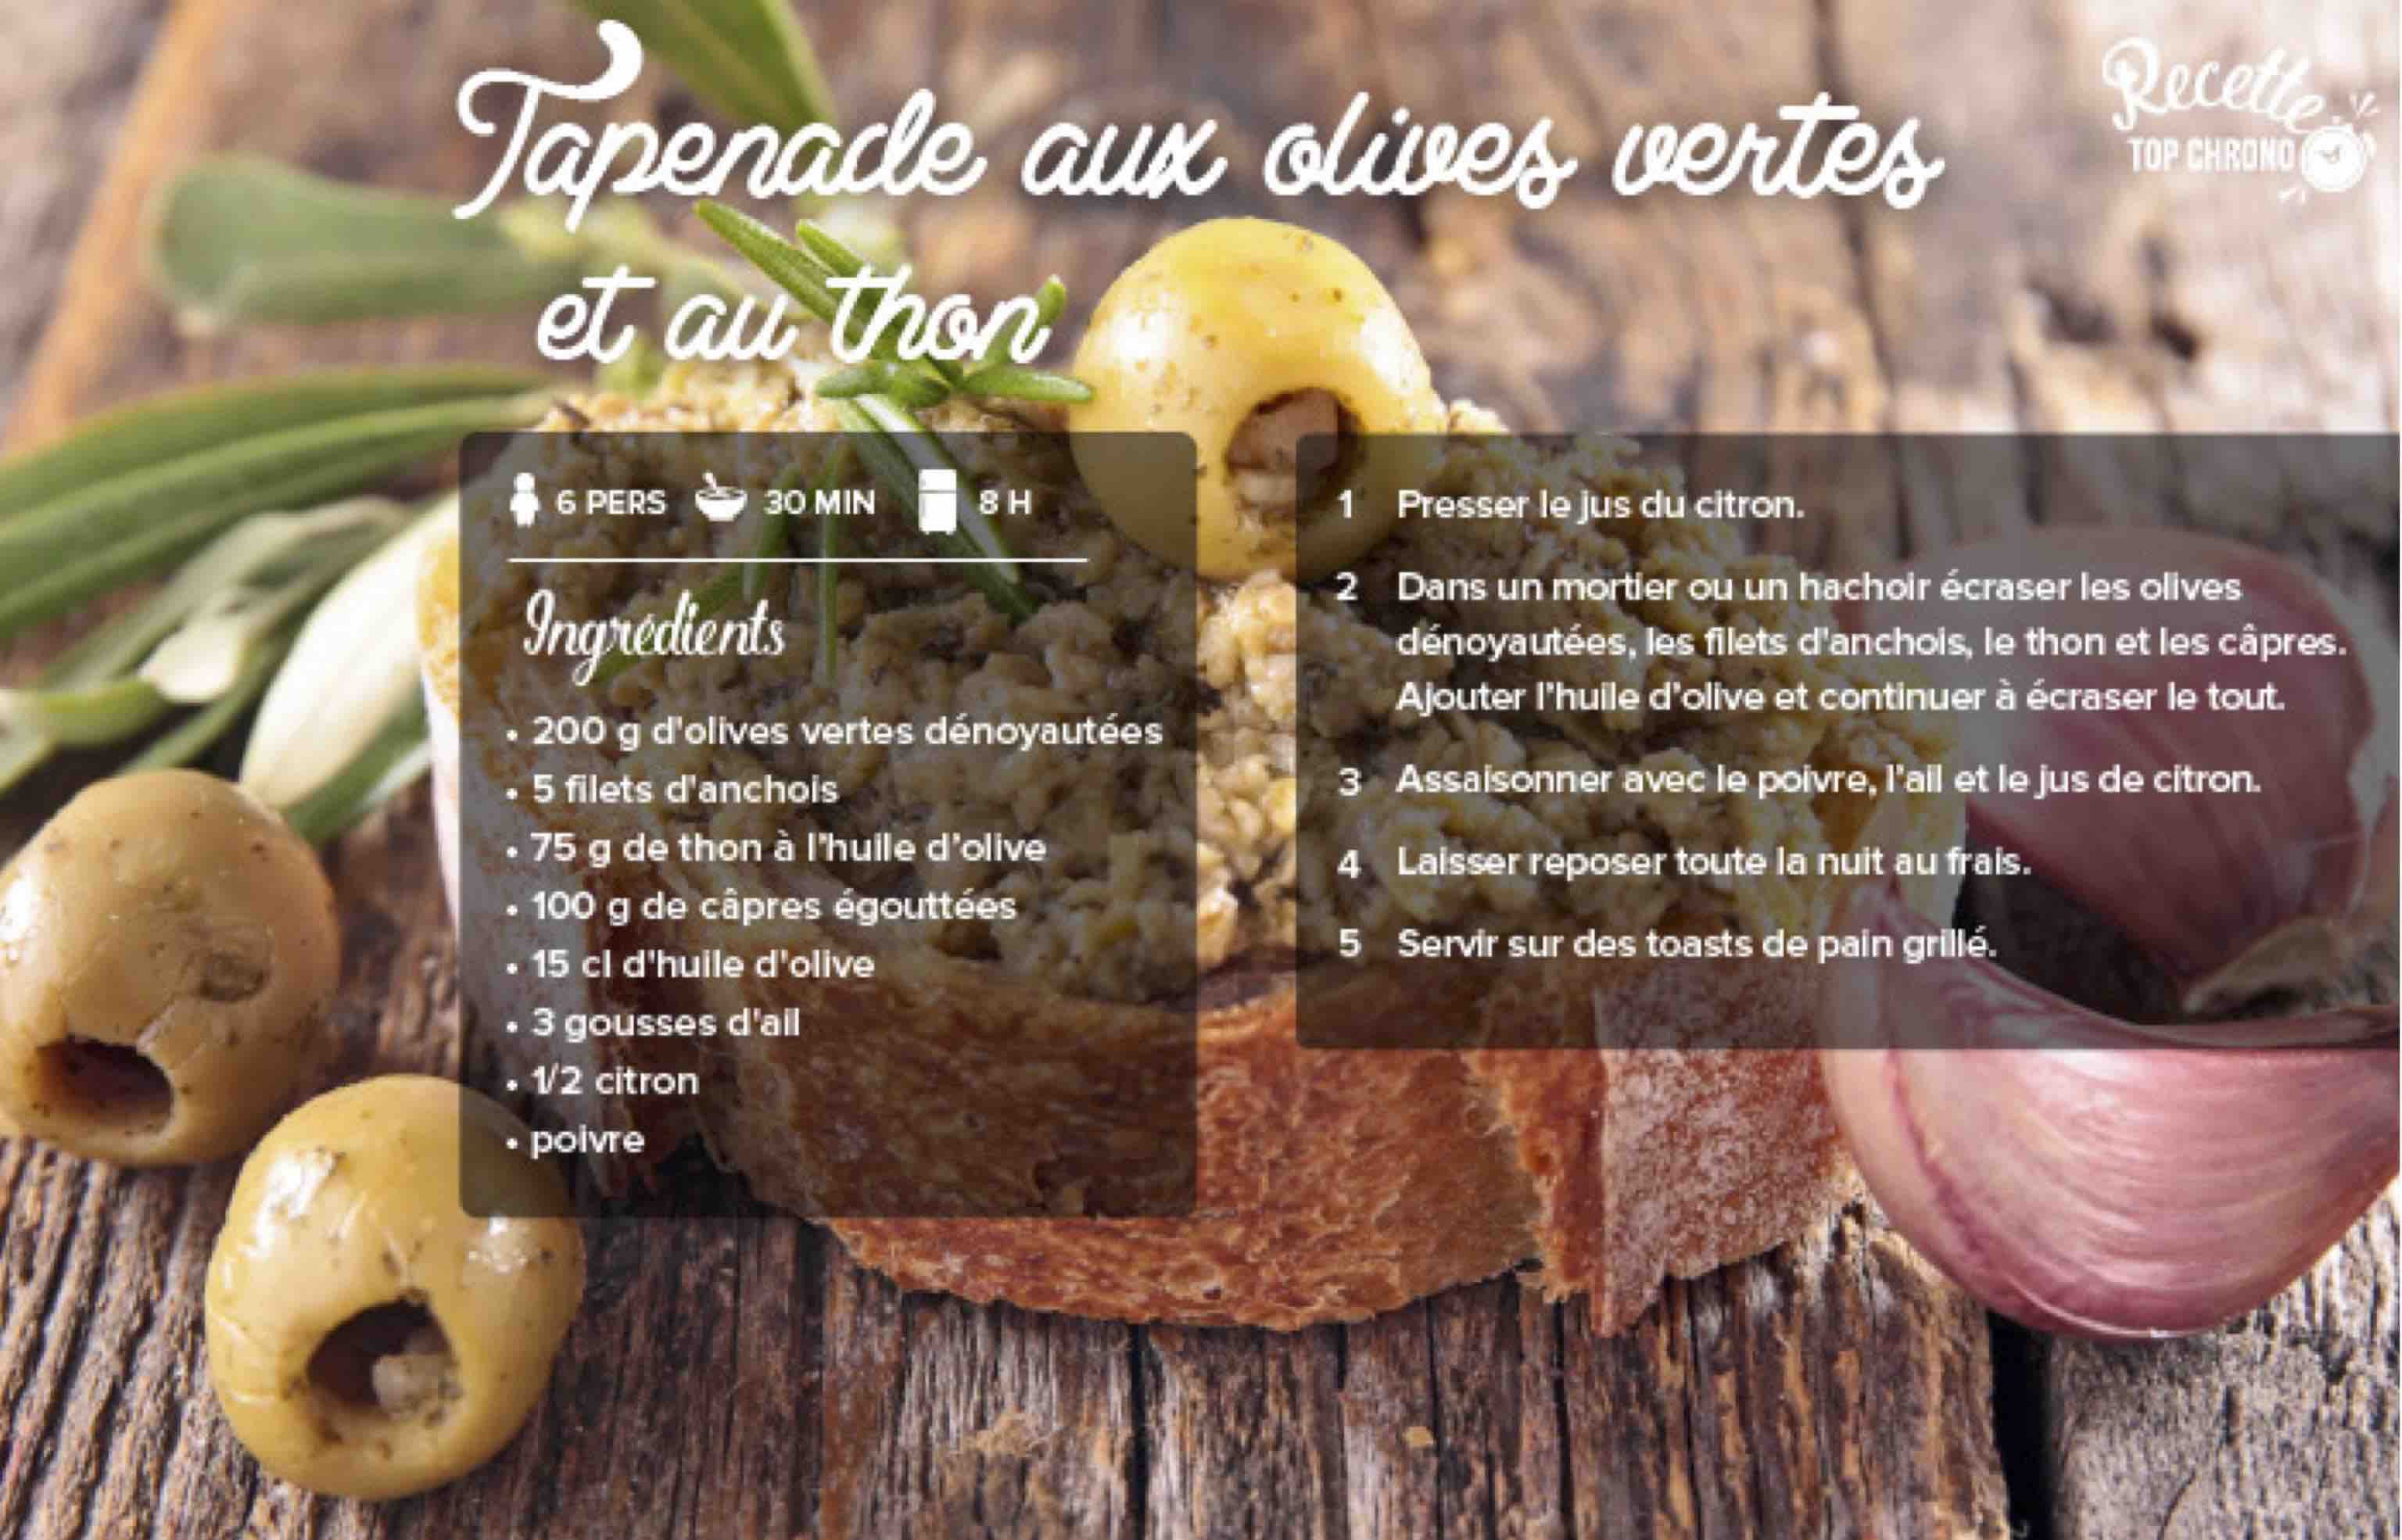 Tapenade aux olives vertes
et au thon
Recette
TOP CHRONO
6 PERS 30 MIN 8 H
Ingrédients
• 200 g d'olives vertes dénoyautées
• 5 filets d'anchois
• 75 g de thon à l'huile d'olive
• 100 g de câpres égouttées
• 15 cl d'huile d'olive
• 3 gousses d'ail
• 1/2 citron
• poivre
1 Presser le jus du citron.
2 Dans un mortier ou un hachoir écraser les olives
dénoyautées, les filets d'anchois, le thon et les câpres.
Ajouter l'huile d'olive et continuer à écraser le tout.
3 Assaisonner avec le poivre, l'ail et le jus de citron.
4 Laisser reposer toute la nuit au frais.
5 Servir sur des toasts de pain grillé.